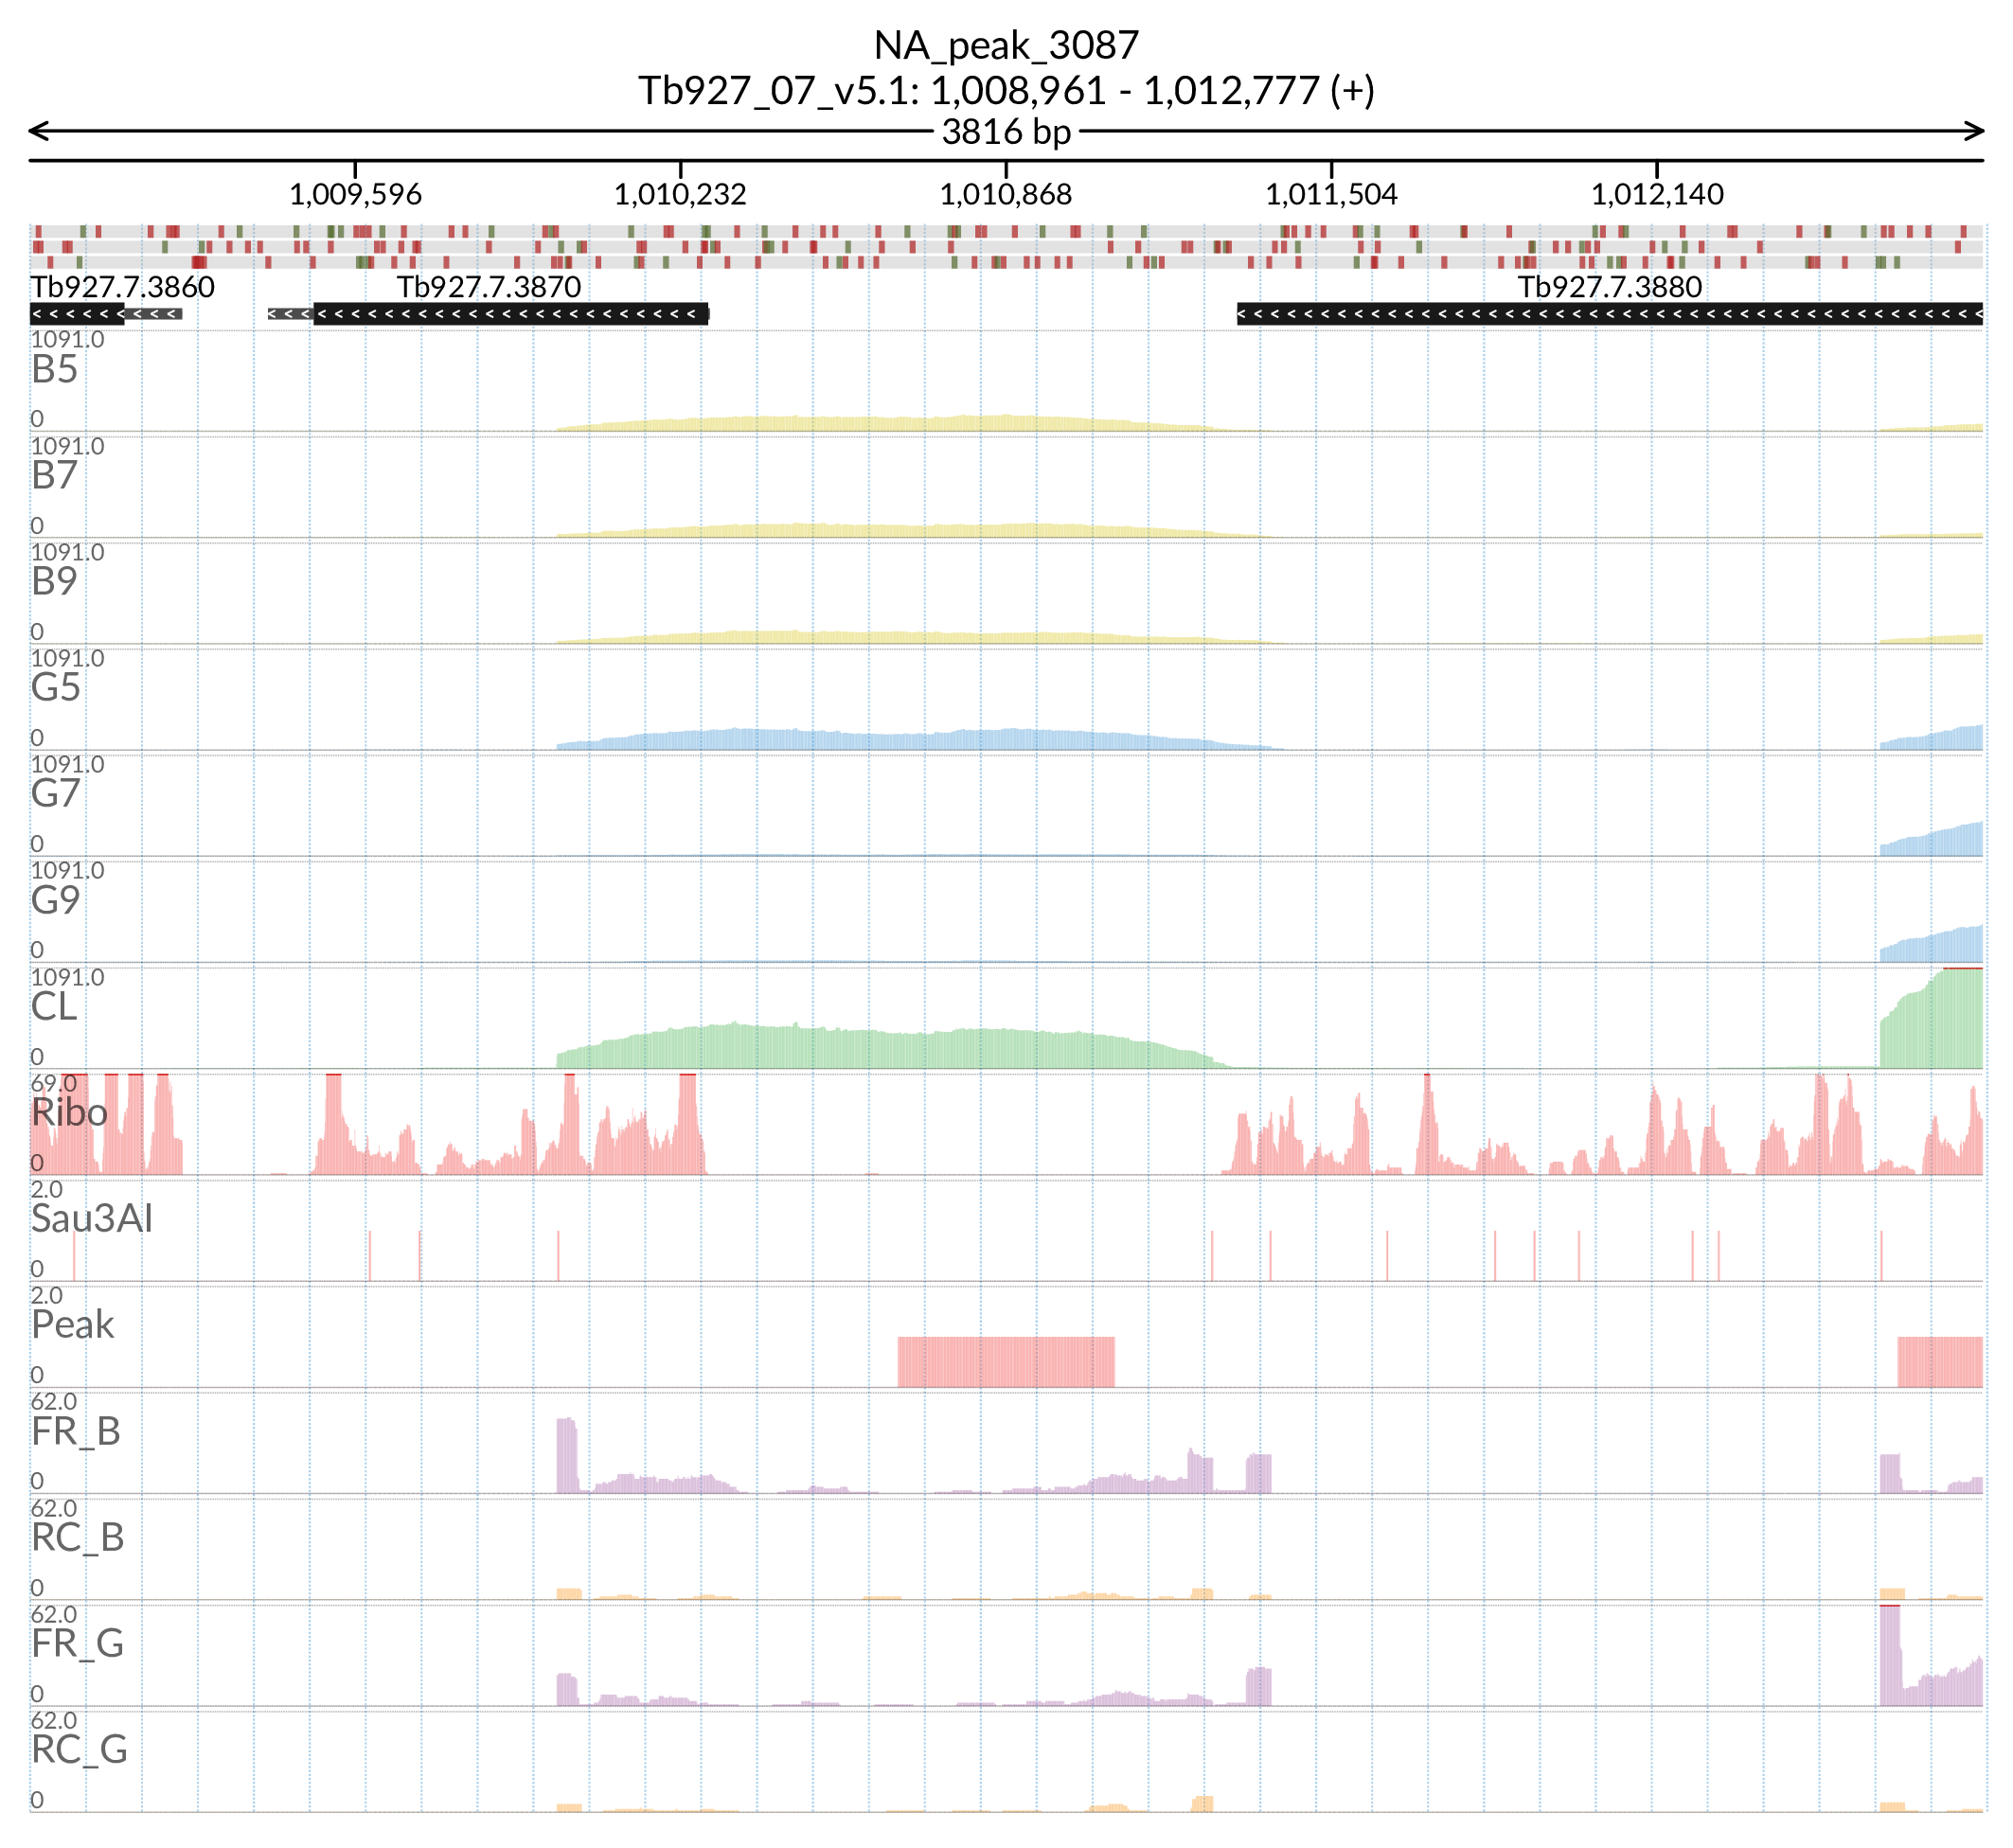 NA_peak_3087
Tb927_07_v5.1: 1,008,961 - 1,012,777 (+)
3816 bp
1,009,596 1,010,232 1,010,868 1,011,504 1,012,140
Tb927.7.3860 Tb927.7.3870 Tb927.7.3880
1091.0
B5
0
1091.0
B7
0
1091.0
B9
0
1091.0
G5
0
1091.0
G7
0
1091.0
G9
0
1091.0
CL
0
69.0
Ribo
0
2.0
Sau3AI
0
2.0
Peak
0
62.0
FR_B
0
62.0
RC_B
0
62.0
FR_G
0
62.0
RC_G
0